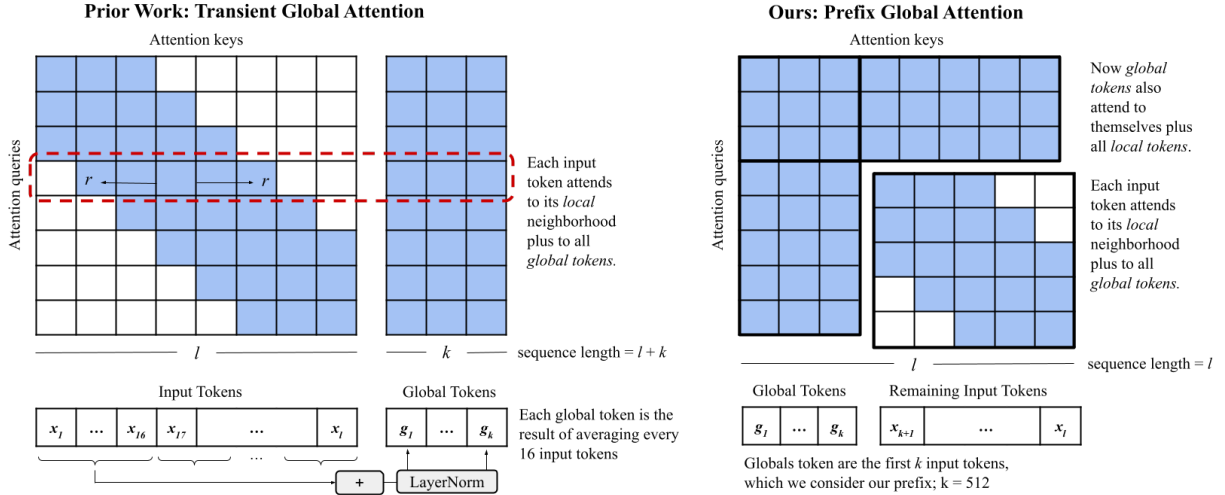 Prior Work: Transient Global Attention
Attention keys
Attention queries
r
r
Each input
token attends
to its local
neighborhood
plus to all
global tokens.
l
k
sequence length = l + k
Input Tokens
Global Tokens
x1 ... x16 x17 ... xl
g1 ... gk
...
+
LayerNorm
Each global token is the
result of averaging every
16 input tokens
Ours: Prefix Global Attention
Attention keys
Attention queries
Now global
tokens also
attend to
themselves plus
all local tokens.
Each input
token attends
to its local
neighborhood
plus to all
global tokens.
l
sequence length = l
Global Tokens
Remaining Input Tokens
g1 ... gk
xk+1 ... xl
Globals token are the first k input tokens,
which we consider our prefix; k = 512